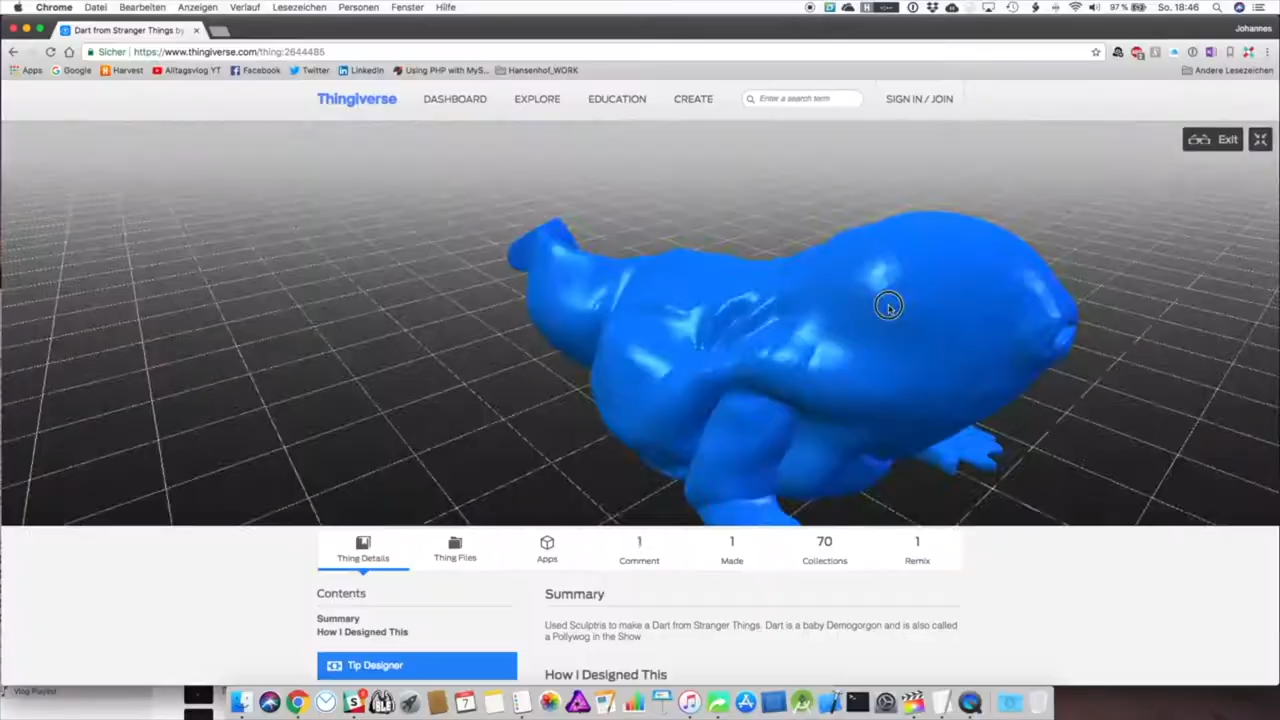 Chrome Datei Bearbeiten Anzeigen Verlauf Lesezeichen Personen Fenster Hilfe 97 % So. 18:46
Dart from Stranger Things by Johannes
Sicher https://www.thingiverse.com/thing:2644485
Apps Google Harvest Alltagsvlog YT Facebook Twitter LinkedIn Using PHP with MyS... Hansenhof_WORK Andere Lesezeichen
Thingiverse DASHBOARD EXPLORE EDUCATION CREATE Enter a search term SIGN IN / JOIN
Exit
1 1 70 1
Thing Details Thing Files Apps Comment Made Collections Remix
Contents
Summary
How I Designed This
Tip Designer
Summary
Used Sculptris to make a Dart from Stranger Things. Dart is a baby Demogorgon and is also called
a Pollywog in the Show
How I Designed This
Vlog Playlist
7